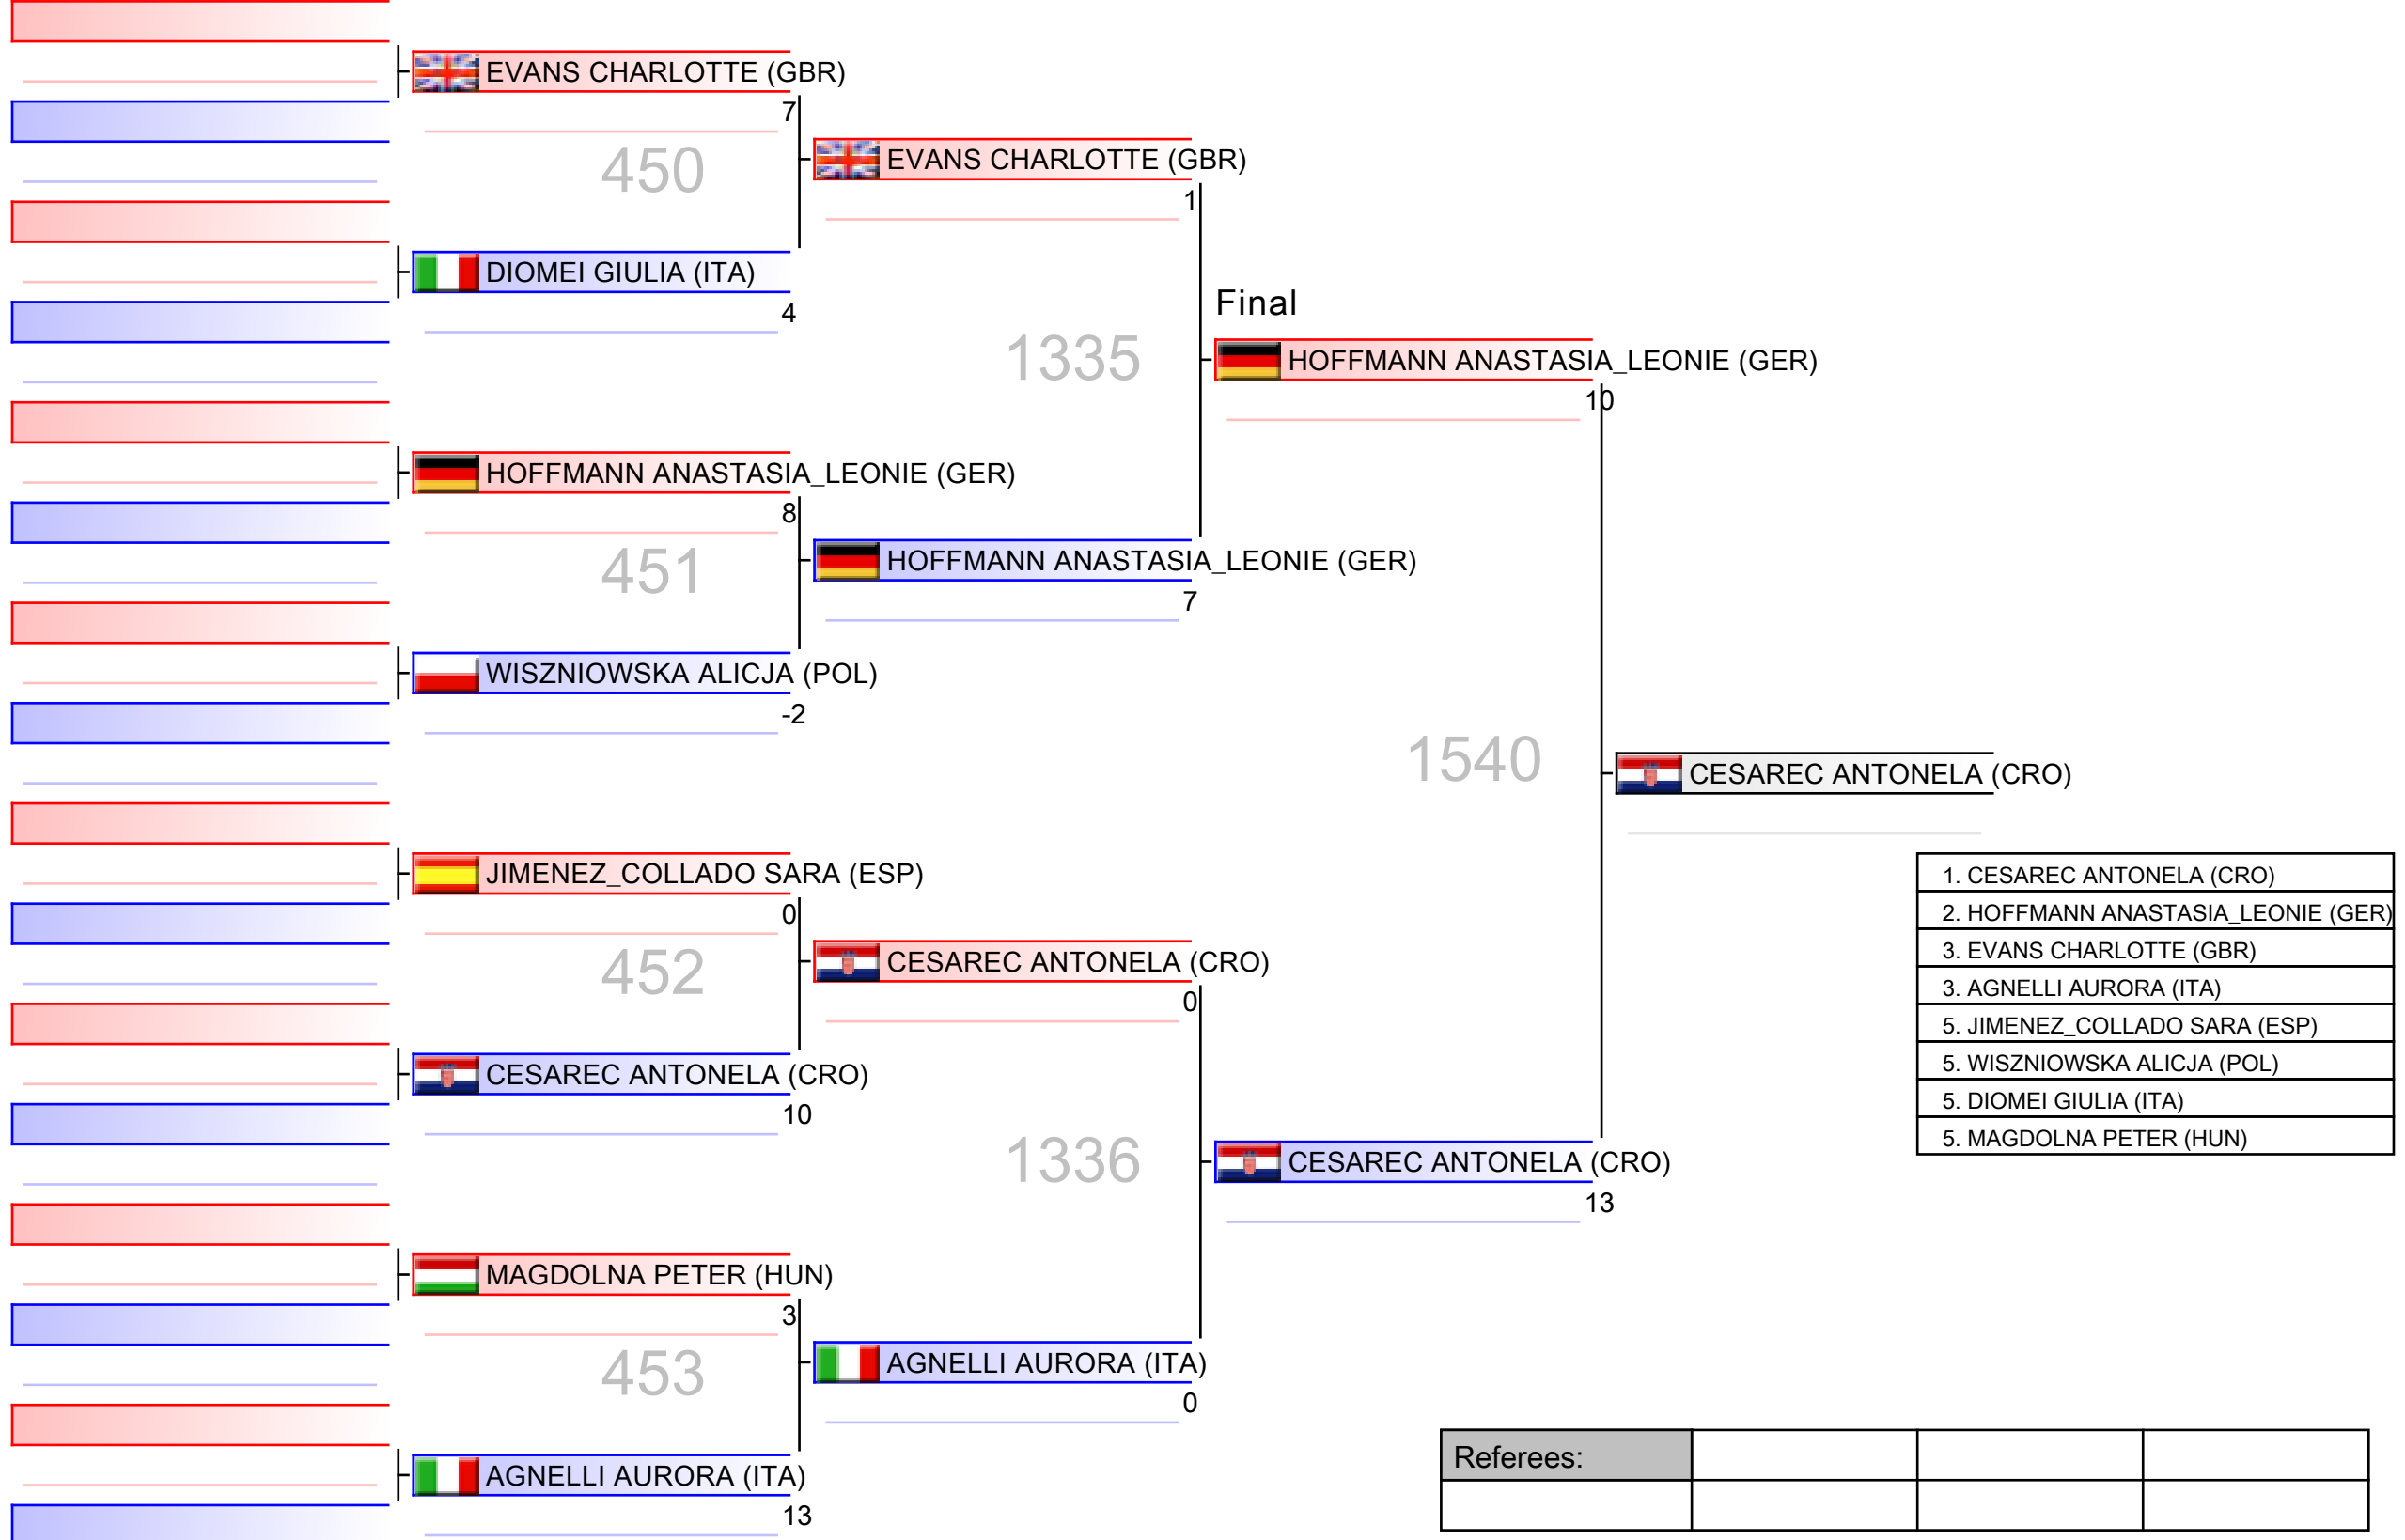 EVANS CHARLOTTE (GBR)
7
450
EVANS CHARLOTTE (GBR)
1
DIOMEI GIULIA (ITA)
4
Final
1335
HOFFMANN ANASTASIA_LEONIE (GER)
10
HOFFMANN ANASTASIA_LEONIE (GER)
8
451
HOFFMANN ANASTASIA_LEONIE (GER)
7
WISZNIOWSKA ALICJA (POL)
-2
1540
CESAREC ANTONELA (CRO)
JIMENEZ_COLLADO SARA (ESP)
0
452
CESAREC ANTONELA (CRO)
0
CESAREC ANTONELA (CRO)
10
1336
CESAREC ANTONELA (CRO)
13
MAGDOLNA PETER (HUN)
3
453
AGNELLI AURORA (ITA)
0
AGNELLI AURORA (ITA)
13
1. CESAREC ANTONELA (CRO)
2. HOFFMANN ANASTASIA_LEONIE (GER)
3. EVANS CHARLOTTE (GBR)
3. AGNELLI AURORA (ITA)
5. JIMENEZ_COLLADO SARA (ESP)
5. WISZNIOWSKA ALICJA (POL)
5. DIOMEI GIULIA (ITA)
5. MAGDOLNA PETER (HUN)
Referees: